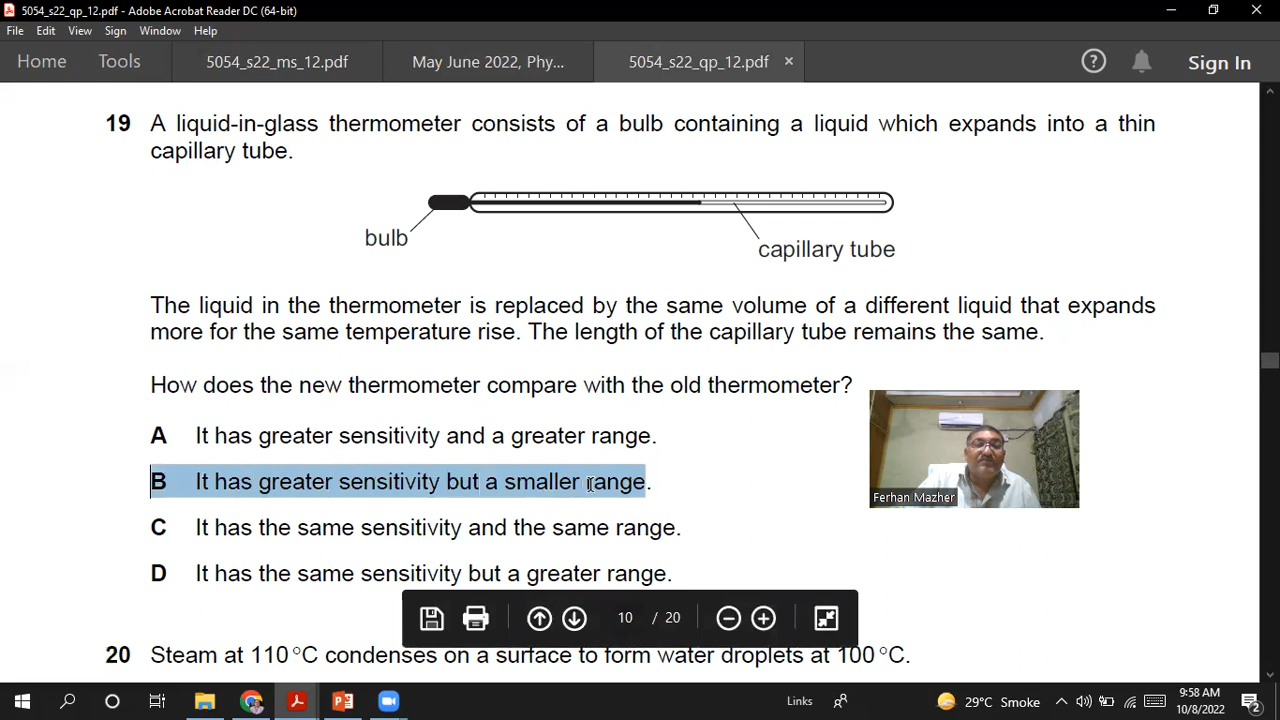 5054_s22_qp_12.pdf - Adobe Acrobat Reader DC (64-bit)
File Edit View Sign Window Help
Home Tools 5054_s22_ms_12.pdf May June 2022, Phy... 5054_s22_qp_12.pdf × ? Sign In
19 A liquid-in-glass thermometer consists of a bulb containing a liquid which expands into a thin
capillary tube.
bulb
capillary tube
The liquid in the thermometer is replaced by the same volume of a different liquid that expands
more for the same temperature rise. The length of the capillary tube remains the same.
How does the new thermometer compare with the old thermometer?
A It has greater sensitivity and a greater range.
B It has greater sensitivity but a smaller range.
C It has the same sensitivity and the same range.
D It has the same sensitivity but a greater range.
Ferhan Mazher
10 / 20
20 Steam at 110 °C condenses on a surface to form water droplets at 100 °C.
Links 29°C Smoke 9:58 AM
10/8/2022 2